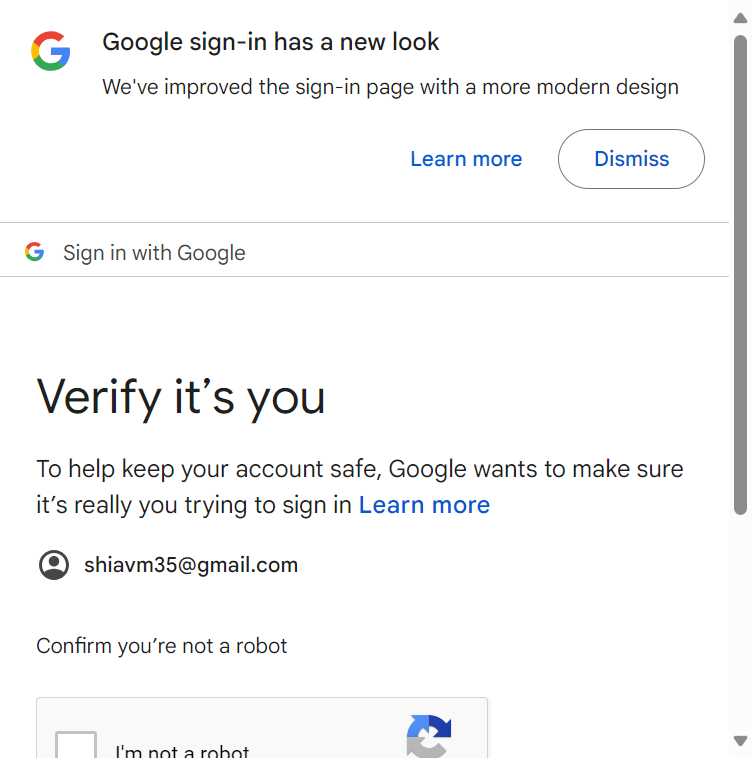 Google sign-in has a new look
We've improved the sign-in page with a more modern design
Learn more
Dismiss
Sign in with Google
Verify it’s you
To help keep your account safe, Google wants to make sure
it’s really you trying to sign in Learn more
shiavm35@gmail.com
Confirm you’re not a robot
I'm not a robot